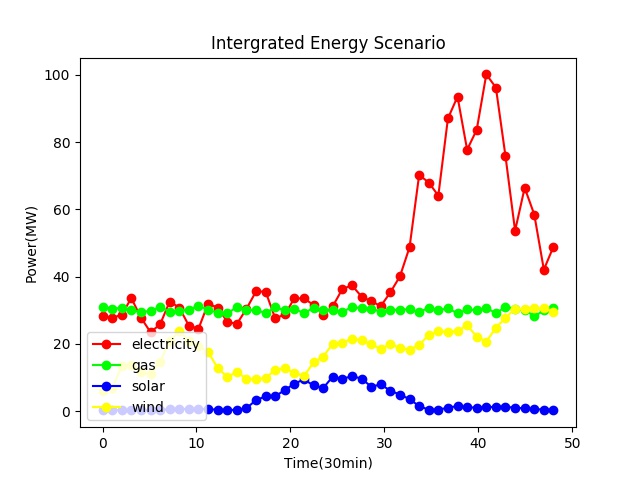 Intergrated Energy Scenario
Power(MW)
100
80
60
40
20
0
electricity
gas
solar
wind
0 10 20 30 40 50
Time(30min)